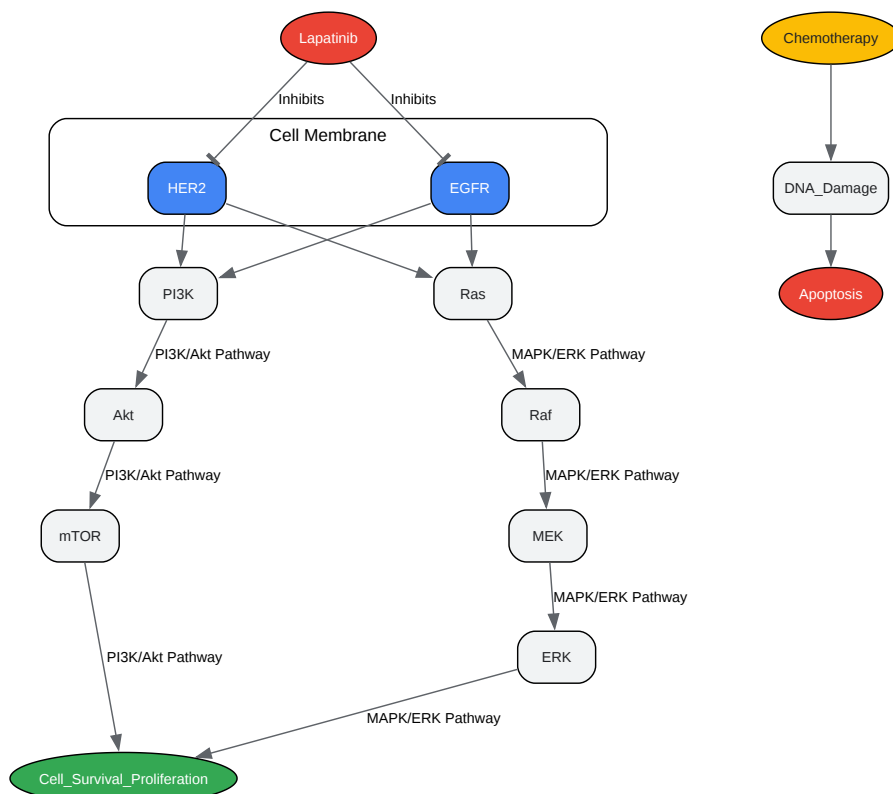 Lapatinib
Chemotherapy
Inhibits
Inhibits
Cell Membrane
HER2
EGFR
DNA_Damage
PI3K
Ras
Apoptosis
PI3K/Akt Pathway
MAPK/ERK Pathway
Akt
Raf
PI3K/Akt Pathway
MAPK/ERK Pathway
mTOR
MEK
MAPK/ERK Pathway
PI3K/Akt Pathway
ERK
MAPK/ERK Pathway
Cell_Survival_Proliferation